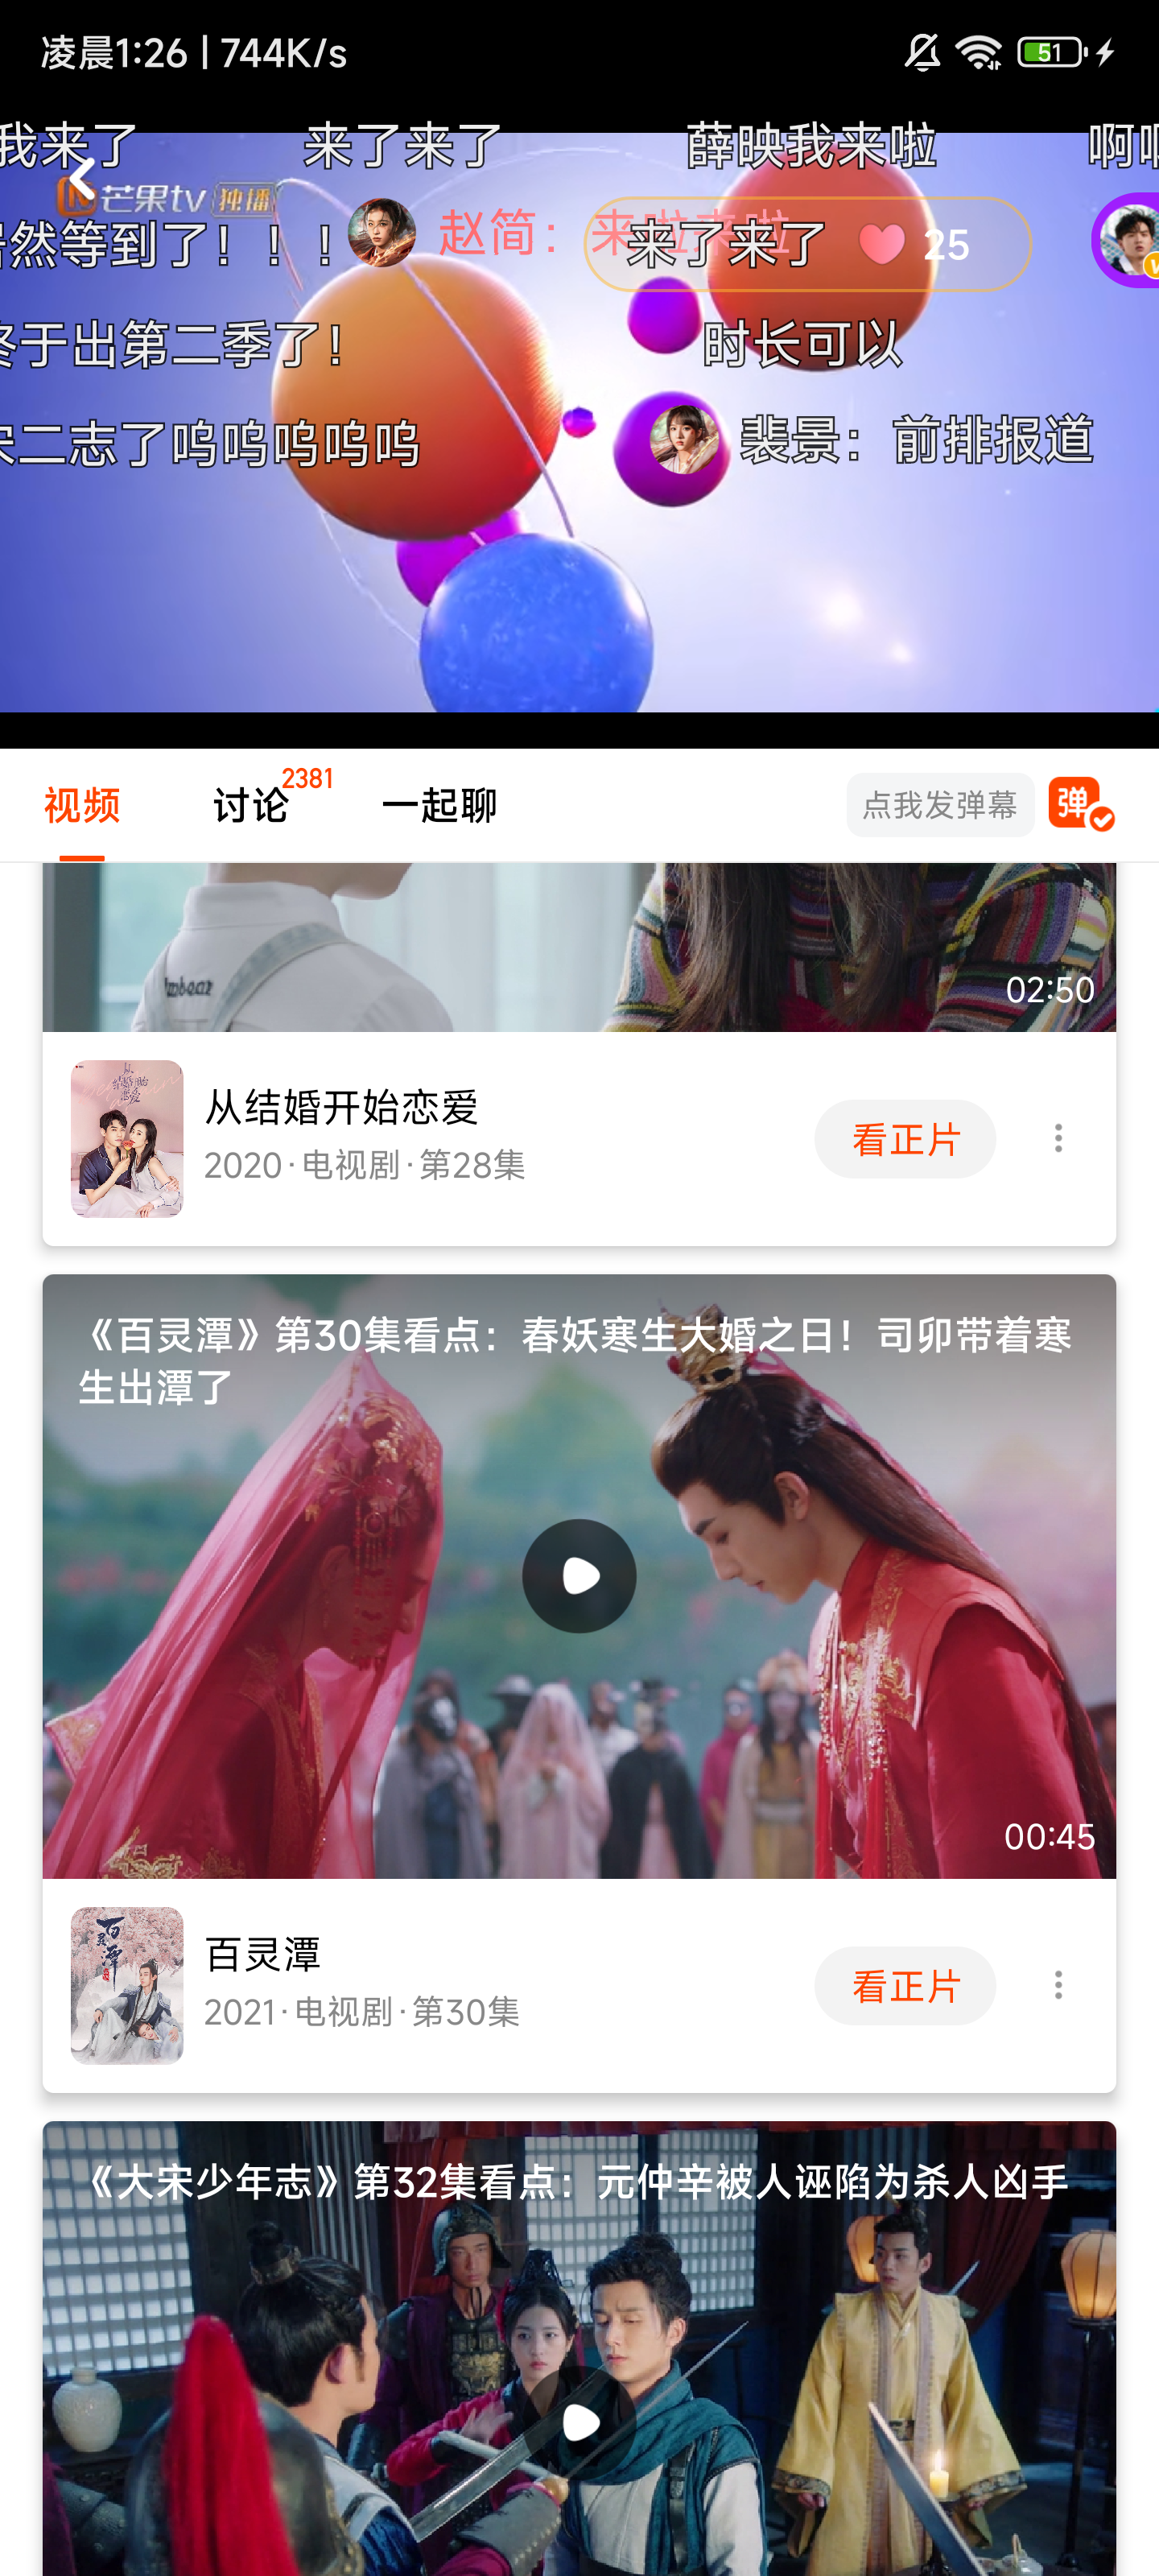 凌晨1:26 | 744K/s
51
我来了
来了来了
薛映我来啦
芒果tv 独播
居然等到了！！！
赵简：来啦来啦
来了来了 25
终于出第二季了！
时长可以
宋二志了呜呜呜呜呜
裴景：前排报道
视频
讨论 2381
一起聊
点我发弹幕
弹
02:50
从结婚开始恋爱
2020·电视剧·第28集
看正片
《百灵潭》第30集看点：春妖寒生大婚之日！司卯带着寒
生出潭了
00:45
百灵潭
百灵潭
2021·电视剧·第30集
看正片
《大宋少年志》第32集看点：元仲辛被人诬陷为杀人凶手